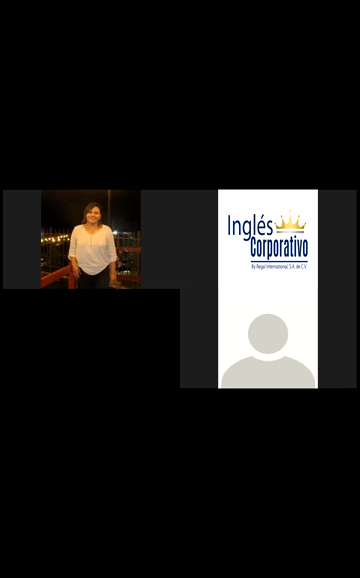 Inglés
Corporativo
By Regal International, S.A. de C.V.